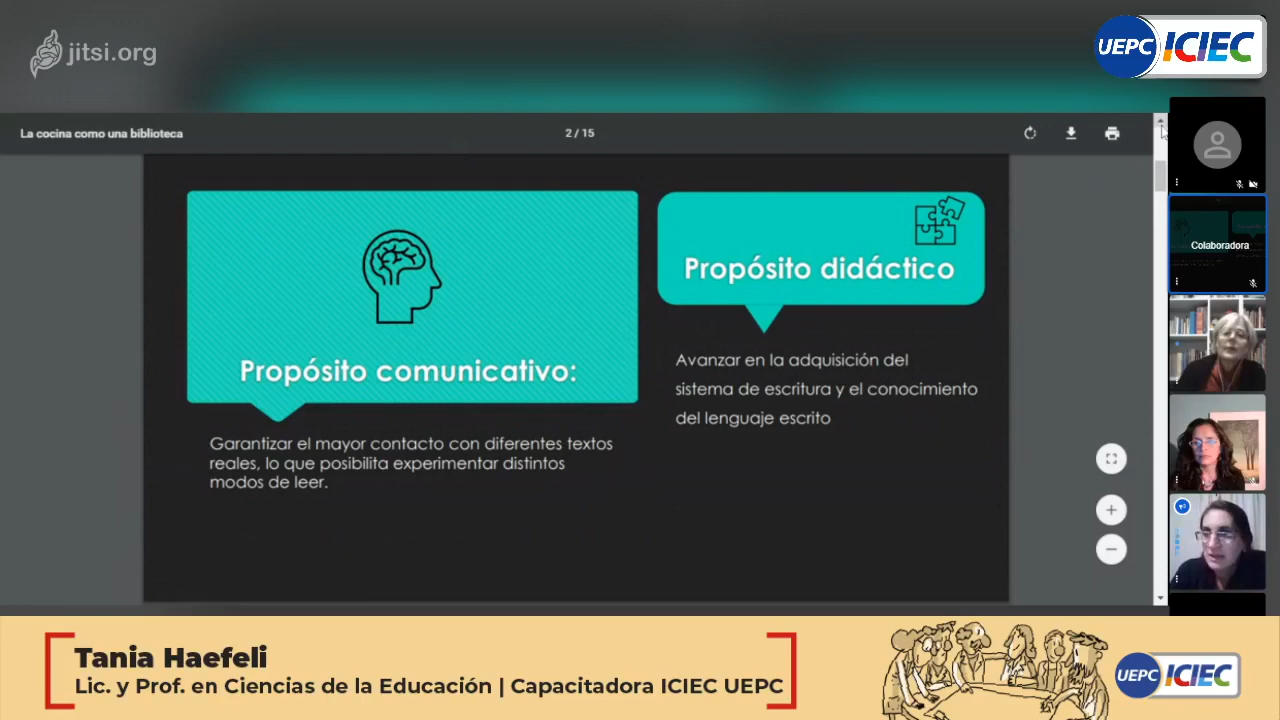 jitsi.org
UEPC ICIEC
La cocina como una biblioteca
2 / 15
Propósito comunicativo:
Garantizar el mayor contacto con diferentes textos
reales, lo que posibilita experimentar distintos
modos de leer.
Propósito didáctico
Avanzar en la adquisición del
sistema de escritura y el conocimiento
del lenguaje escrito
Colaboradora
Tania Haefeli
Lic. y Prof. en Ciencias de la Educación | Capacitadora ICIEC UEPC
UEPC ICIEC